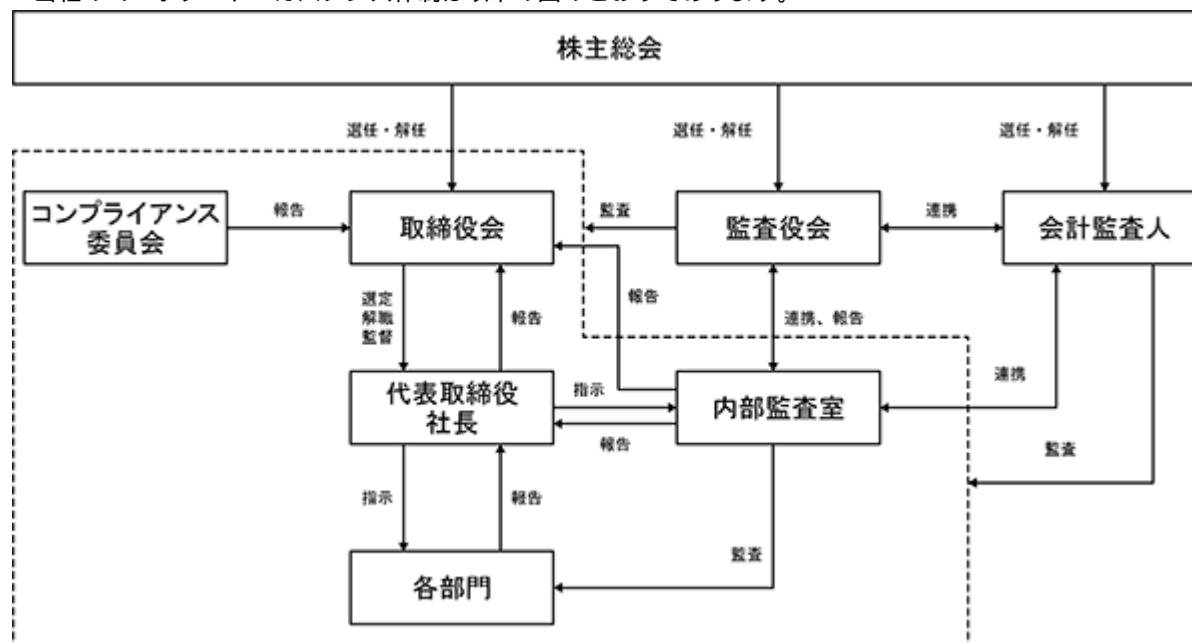 株主総会
選任・解任
選任・解任
選任・解任
コンプライアンス
委員会
報告
取締役会
監査
監査役会
連携
会計監査人
選定
解職
監督
報告
報告
連携、報告
連携
代表取締役
社長
指示
報告
内部監査室
監査
指示
報告
監査
各部門